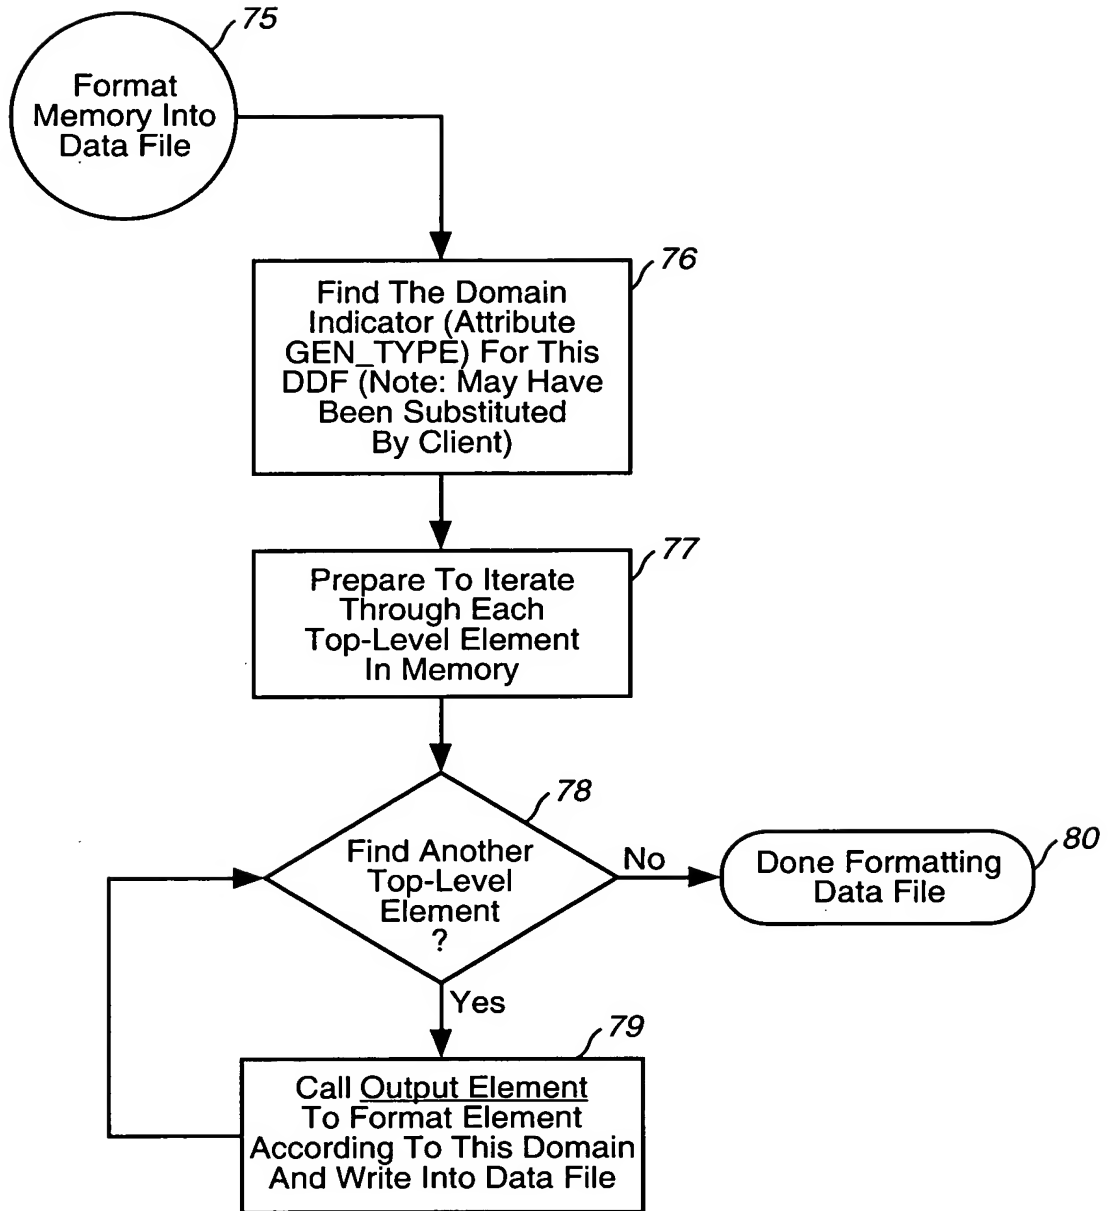 75
Format
Memory Into
Data File
76
Find The Domain
Indicator (Attribute
GEN_TYPE) For This
DDF (Note: May Have
Been Substituted
By Client)
77
Prepare To Iterate
Through Each
Top-Level Element
In Memory
78
Find Another
Top-Level
Element
?
No
80
Done Formatting
Data File
Yes
79
Call Output Element
To Format Element
According To This Domain
And Write Into Data File